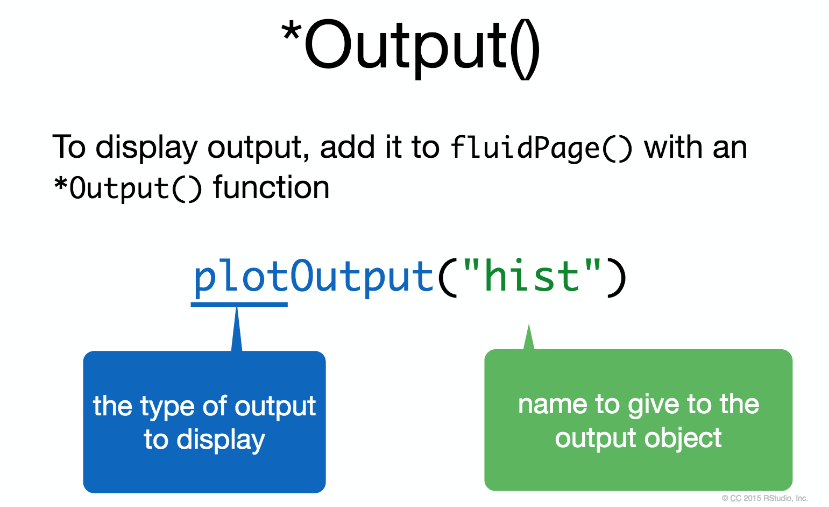 *Output()
To display output, add it to fluidPage() with an
*Output() function
plotOutput("hist")
the type of output
to display
name to give to the
output object
© CC 2015 RStudio, Inc.